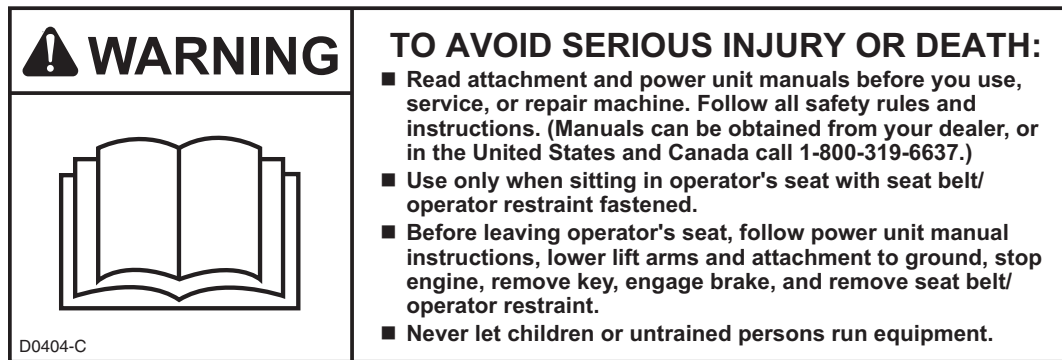 WARNING
D0404-C
TO AVOID SERIOUS INJURY OR DEATH:
■ Read attachment and power unit manuals before you use,
service, or repair machine. Follow all safety rules and
instructions. (Manuals can be obtained from your dealer, or
in the United States and Canada call 1-800-319-6637.)
■ Use only when sitting in operator's seat with seat belt/
operator restraint fastened.
■ Before leaving operator's seat, follow power unit manual
instructions, lower lift arms and attachment to ground, stop
engine, remove key, engage brake, and remove seat belt/
operator restraint.
■ Never let children or untrained persons run equipment.